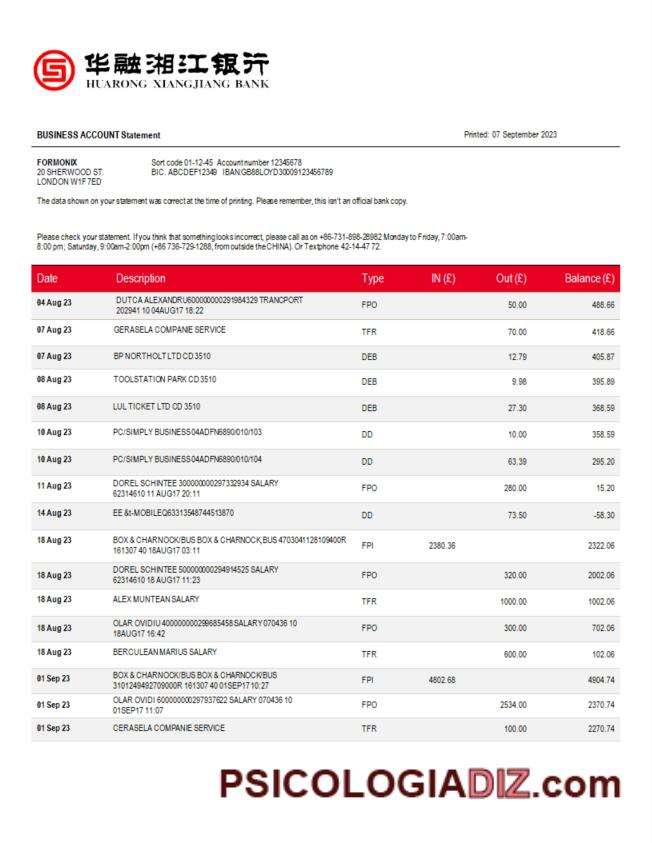 华融湘江银行
HUARONG XIANGJIANG BANK
BUSINESS ACCOUNT Statement
Printed: 07 September 2023
FORMONIX
20 SHERWOOD ST.
LONDON W1F 7ED
Sort code 01-12-45 Account number 12345678
BIC. ABCDEF12349 IBAN:GB88LOYD30009123456789
The data shown on your statement was correct at the time of printing. Please remember, this isn't an official bank copy.
Please check your statement. If you think that something looks incorrect, please call as on +86-731-898-28982 Monday to Friday, 7:00am-
8:00 pm; Saturday, 9:00am-2:00pm (+86 736-729-1288, from outside the CHINA). Or Textphone 42-14-47 72.
Date Description Type IN (£) Out (£) Balance (£)
04 Aug 23 DUTCA ALEXANDRU600000000291984329 TRANCPORT FPO 50.00 488.66
202941 10 04AUG17 18:22
07 Aug 23 GERASELA COMPANIE SERVICE TFR 70.00 418.66
07 Aug 23 BP NORTHOLT LTD CD 3510 DEB 12.79 405.87
08 Aug 23 TOOLSTATION PARK CD 3510 DEB 9.98 395.89
08 Aug 23 LUL TICKET LTD CD 3510 DEB 27.30 368.59
10 Aug 23 PC/SIMPLY BUSINESS04ADFN6890/010/103 DD 10.00 358.59
10 Aug 23 PC/SIMPLY BUSINESS04ADFN6890/010/104 DD 63.39 295.20
11 Aug 23 DOREL SCHINTEE 300000000297332934 SALARY FPO 280.00 15.20
62314610 11 AUG17 20:11
14 Aug 23 EE &t-MOBILEQ63313548744513870 DD 73.50 -58.30
18 Aug 23 BOX & CHARNOCK/BUS BOX & CHARNOCK,BUS 4703041128109400R FPI 2380.36 2322.06
161307 40 18AUG17 03:11
18 Aug 23 DOREL SCHINTEE 500000000294914525 SALARY FPO 320.00 2002.06
62314610 18 AUG17 11:23
18 Aug 23 ALEX MUNTEAN SALARY TFR 1000.00 1002.06
18 Aug 23 OLAR OVIDIU 400000000299685458 SALARY 070436 10 FPO 300.00 702.06
18AUG17 16:42
18 Aug 23 BERCULEAN MARIUS SALARY TFR 600.00 102.06
01 Sep 23 BOX & CHARNOCK/BUS BOX & CHARNOCK/BUS FPI 4802.68 4904.74
3101249492709000R 161307 40 01SEP17 10:27
01 Sep 23 OLAR OVIDI 600000000297937622 SALARY 070436 10 FPO 2534.00 2370.74
01SEP17 11:07
01 Sep 23 CERASELA COMPANIE SERVICE TFR 100.00 2270.74
PSICOLOGIADIZ.com